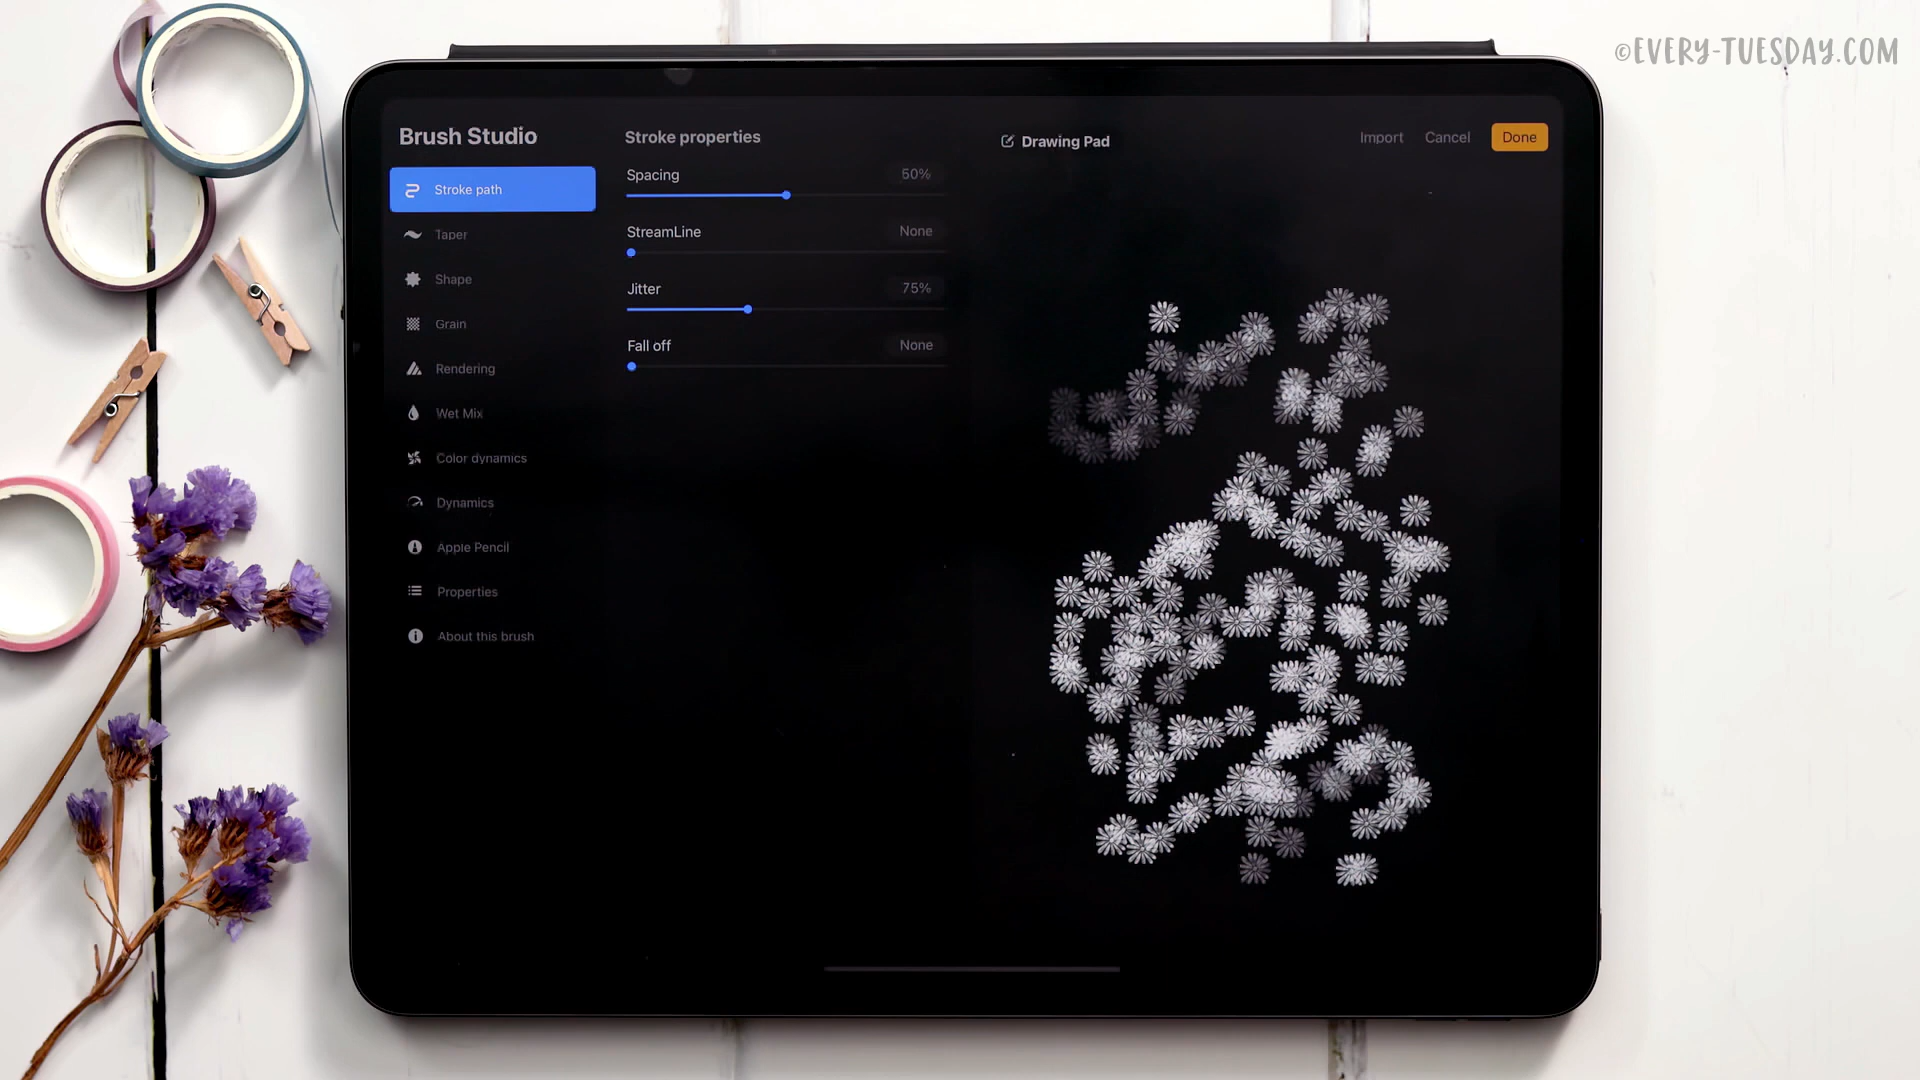 ©EVERY-TUESDAY.COM
Brush Studio
Stroke properties
Drawing Pad
Import
Cancel
Done
Stroke path
Taper
Shape
Grain
Rendering
Wet Mix
Color dynamics
Dynamics
Apple Pencil
Properties
About this brush
Spacing
50%
StreamLine
None
Jitter
75%
Fall off
None